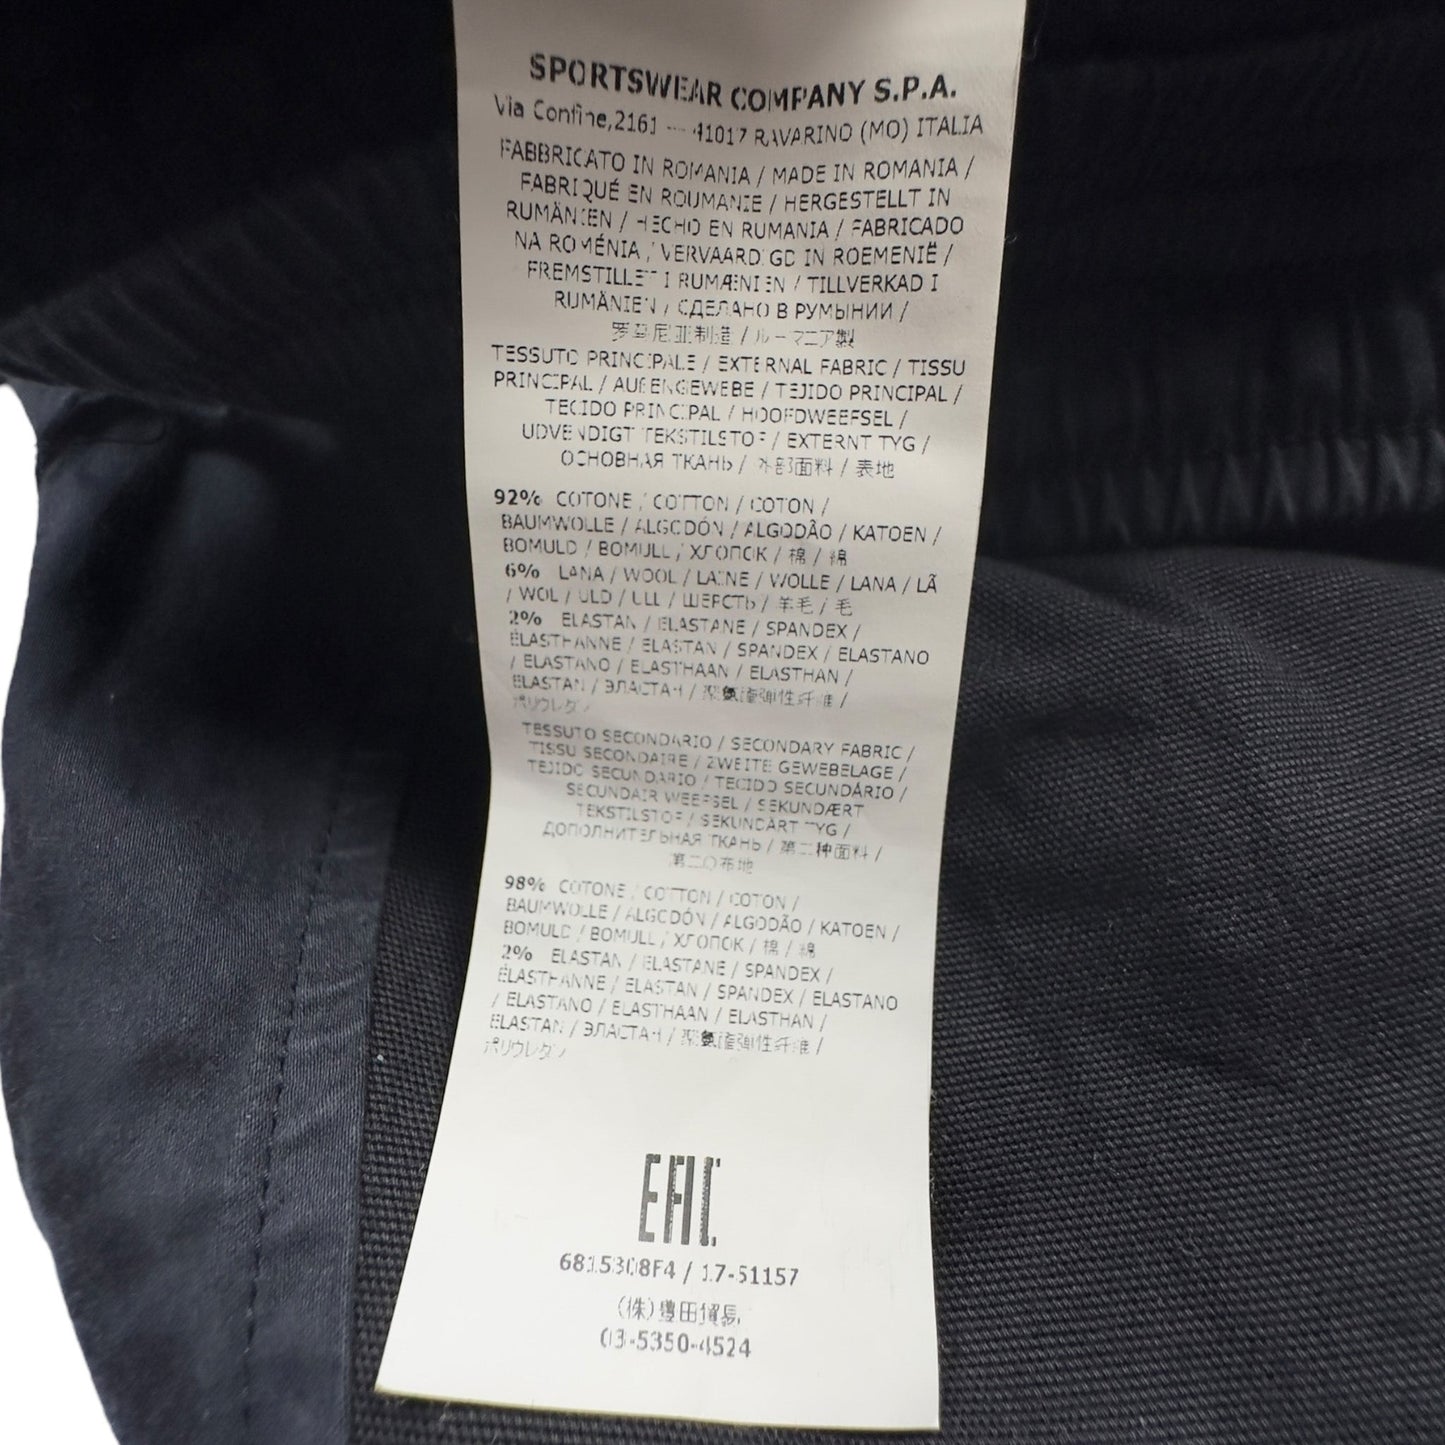 SPORTSWEAR COMPANY S.P.A.
Via Confine,2161 - 41017 RAVARINO (MO) ITALIA
FABBRICATO IN ROMANIA / MADE IN ROMANIA /
FABRIQUÉ EN ROUMANIE / HERGESTELLT IN
RUMÄNIEN / HECHO EN RUMANIA / FABRICADO
NA ROMÉNIA / VERVAARDIGD IN ROEMENIË /
FREMSTILLET I RUMÆNIEN / TILLVERKAD I
RUMÄNIEN / СДЕЛАНО В РУМЫНИИ /
罗马尼亚制造 / ルーマニア製
TESSUTO PRINCIPALE / EXTERNAL FABRIC / TISSU
PRINCIPAL / AUßENGEWEBE / TEJIDO PRINCIPAL /
TECIDO PRINCIPAL / HOOFDWEEFSEL /
UDVENDIGT TEKSTILSTOF / EXTERNT TYG /
ОСНОВНАЯ ТКАНЬ / 外部面料 / 表地
92% COTONE / COTTON / COTON /
BAUMWOLLE / ALGODÓN / ALGODÃO / KATOEN /
BOMULD / BOMULL / ХЛОПОК / 棉 / 綿
6% LANA / WOOL / LAINE / WOLLE / LANA / LÃ
/ WOL / ULD / ULL / ШЕРСТЬ / 羊毛 / 毛
2% ELASTAN / ELASTANE / SPANDEX /
ÉLASTHANNE / ELASTAN / SPANDEX / ELASTANO
/ ELASTANO / ELASTHAAN / ELASTHAN /
ELASTAN / ЭЛАСТАН / 聚氨酯弹性纤维 /
ポリウレタン
TESSUTO SECONDARIO / SECONDARY FABRIC /
TISSU SECONDAIRE / ZWEITE GEWEBELAGE /
TEJIDO SECUNDARIO / TECIDO SECUNDÁRIO /
SECUNDAIR WEEFSEL / SEKUNDÆRT
TEKSTILSTOF / SEKUNDÄRT TYG /
ДОПОЛНИТЕЛЬНАЯ ТКАНЬ / 第二种面料 /
第二〇布地
98% COTONE / COTTON / COTON /
BAUMWOLLE / ALGODÓN / ALGODÃO / KATOEN /
BOMULD / BOMULL / ХЛОПОК / 棉 / 綿
2% ELASTAN / ELASTANE / SPANDEX /
ÉLASTHANNE / ELASTAN / SPANDEX / ELASTANO
/ ELASTANO / ELASTHAAN / ELASTHAN /
ELASTAN / ЭЛАСТАН / 聚氨酯弹性纤维 /
ポリウレタン
EAC
6815308F4 / 17-51157
(株)豊田貿易
03-5350-4524